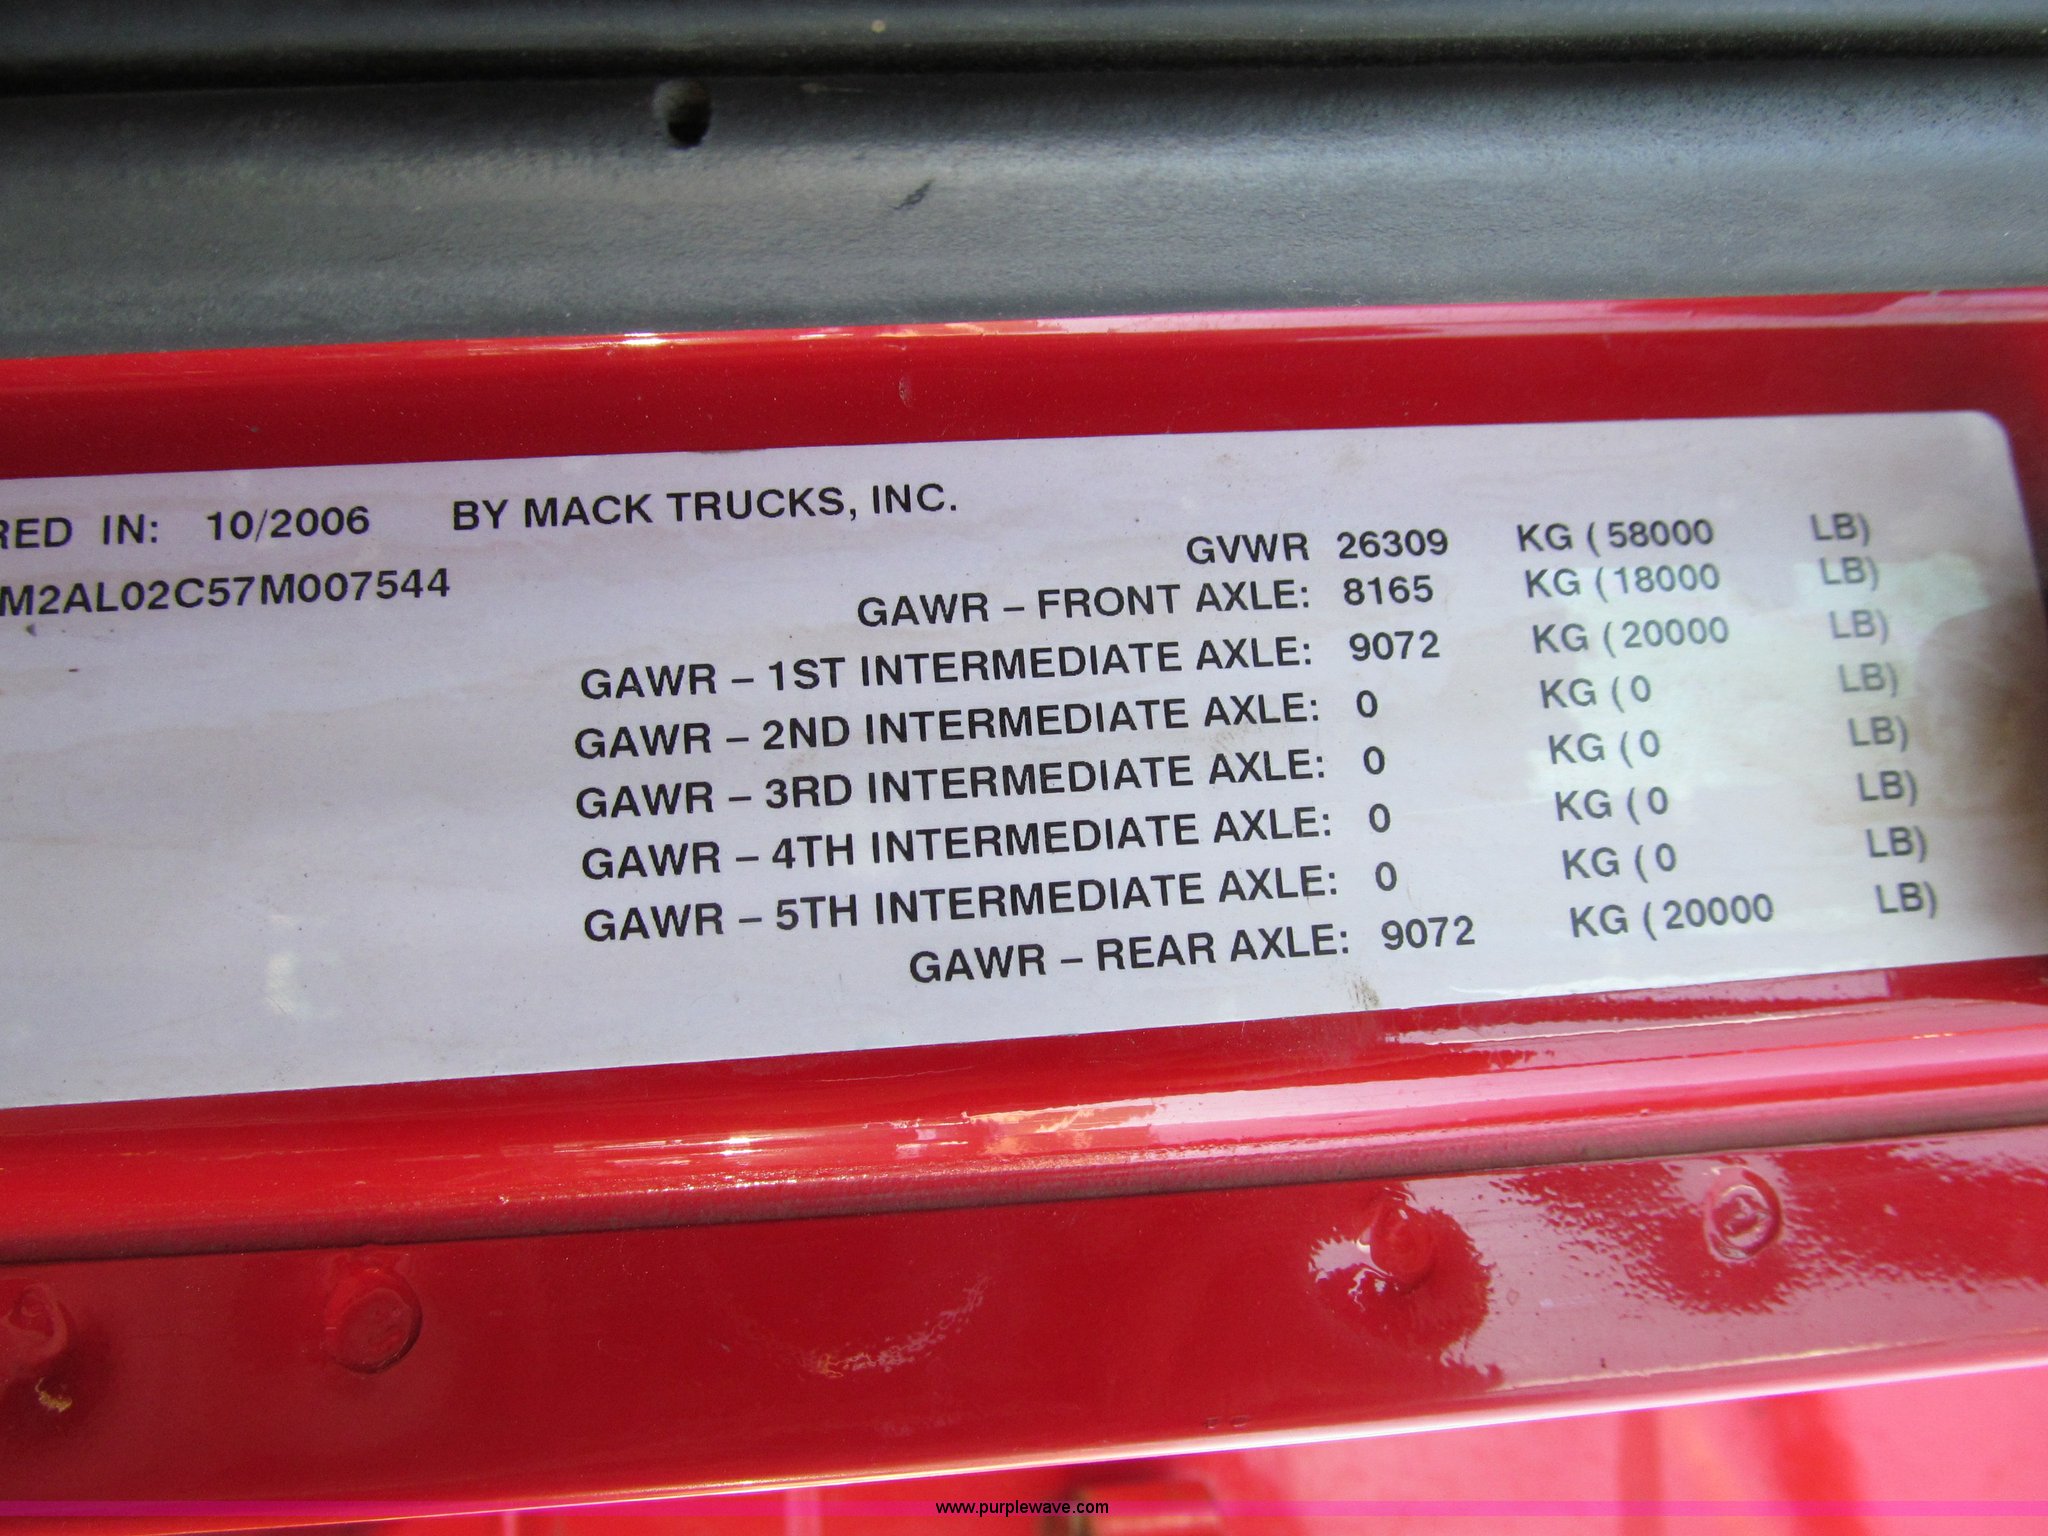 RED IN: 10/2006 BY MACK TRUCKS, INC.
M2AL02C57M007544
GVWR 26309 KG (58000 LB)
GAWR – FRONT AXLE: 8165 KG (18000 LB)
GAWR – 1ST INTERMEDIATE AXLE: 9072 KG (20000 LB)
GAWR – 2ND INTERMEDIATE AXLE: 0 KG (0 LB)
GAWR – 3RD INTERMEDIATE AXLE: 0 KG (0 LB)
GAWR – 4TH INTERMEDIATE AXLE: 0 KG (0 LB)
GAWR – 5TH INTERMEDIATE AXLE: 0 KG (0 LB)
GAWR – REAR AXLE: 9072 KG (20000 LB)
www.purplewave.com